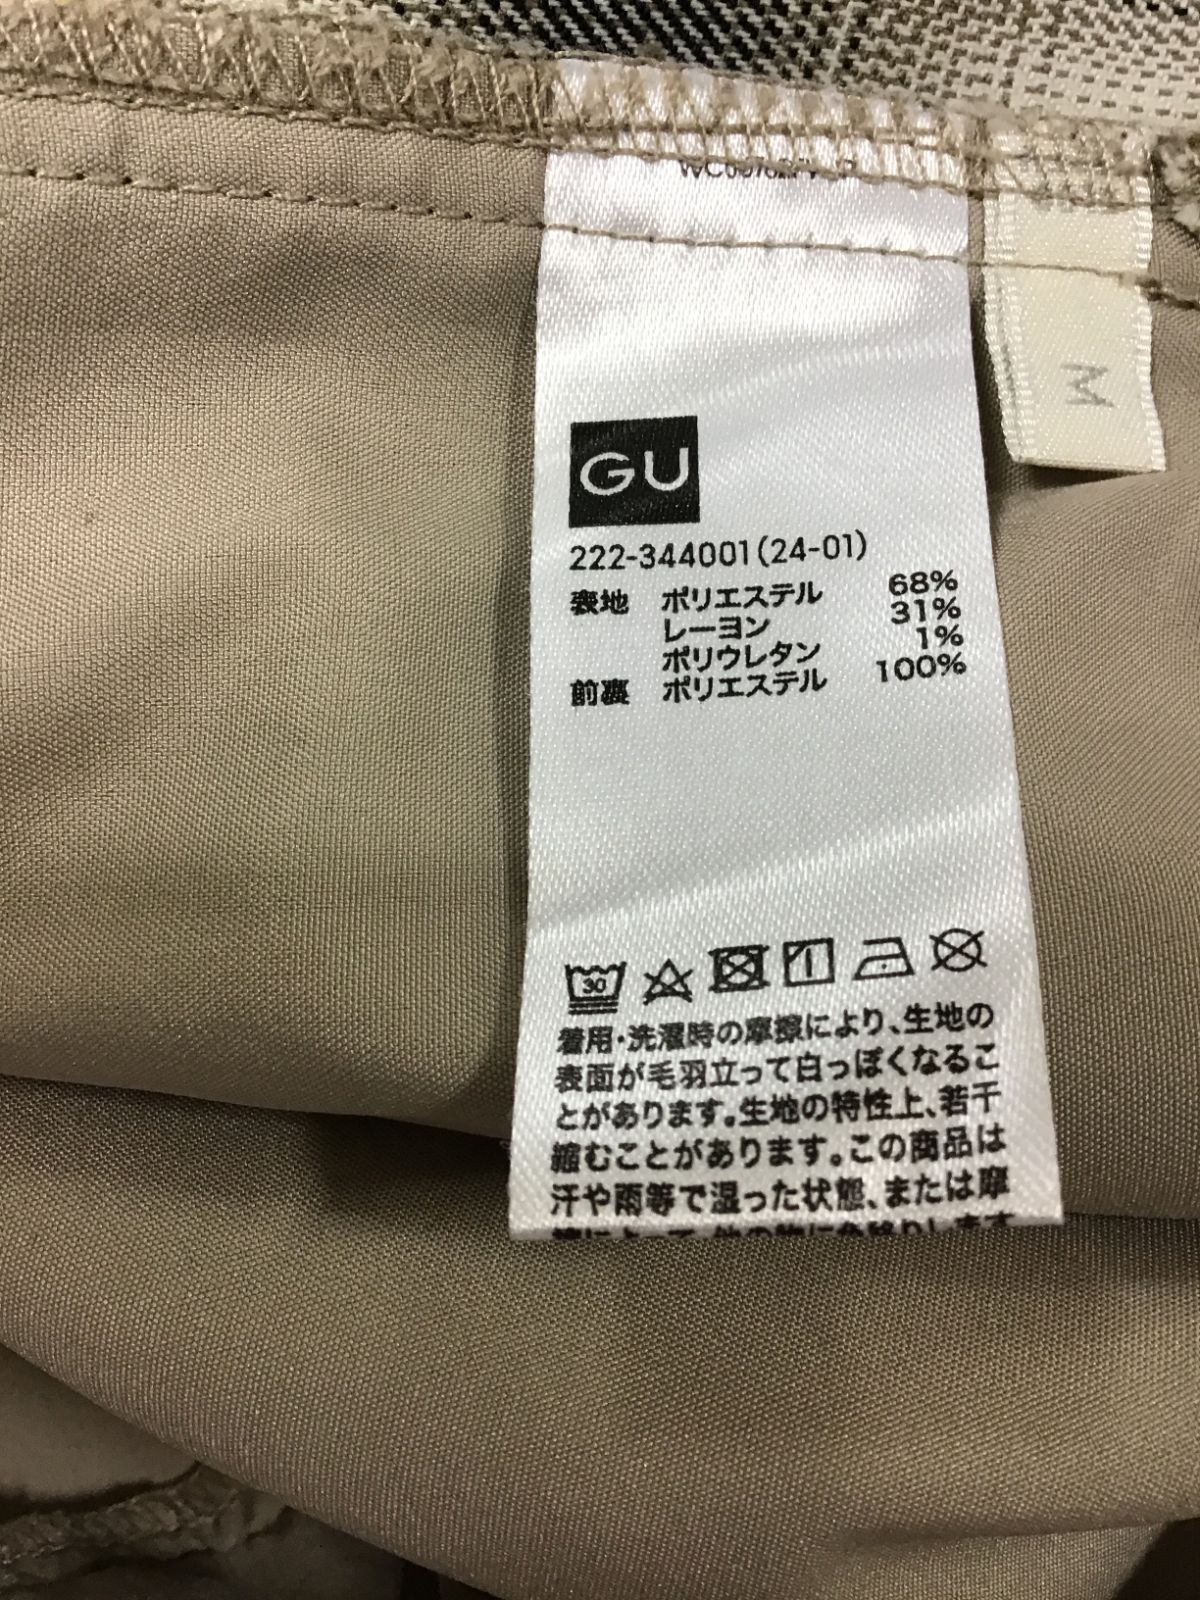 M
GU
222-344001(24-01)
表地 ポリエステル 68%
レーヨン 31%
ポリウレタン 1%
前裏 ポリエステル 100%
30
着用・洗濯時の摩擦により、生地の
表面が毛羽立って白っぽくなるこ
とがあります。生地の特性上、若干
縮むことがあります。この商品は
汗や雨等で湿った状態、または摩